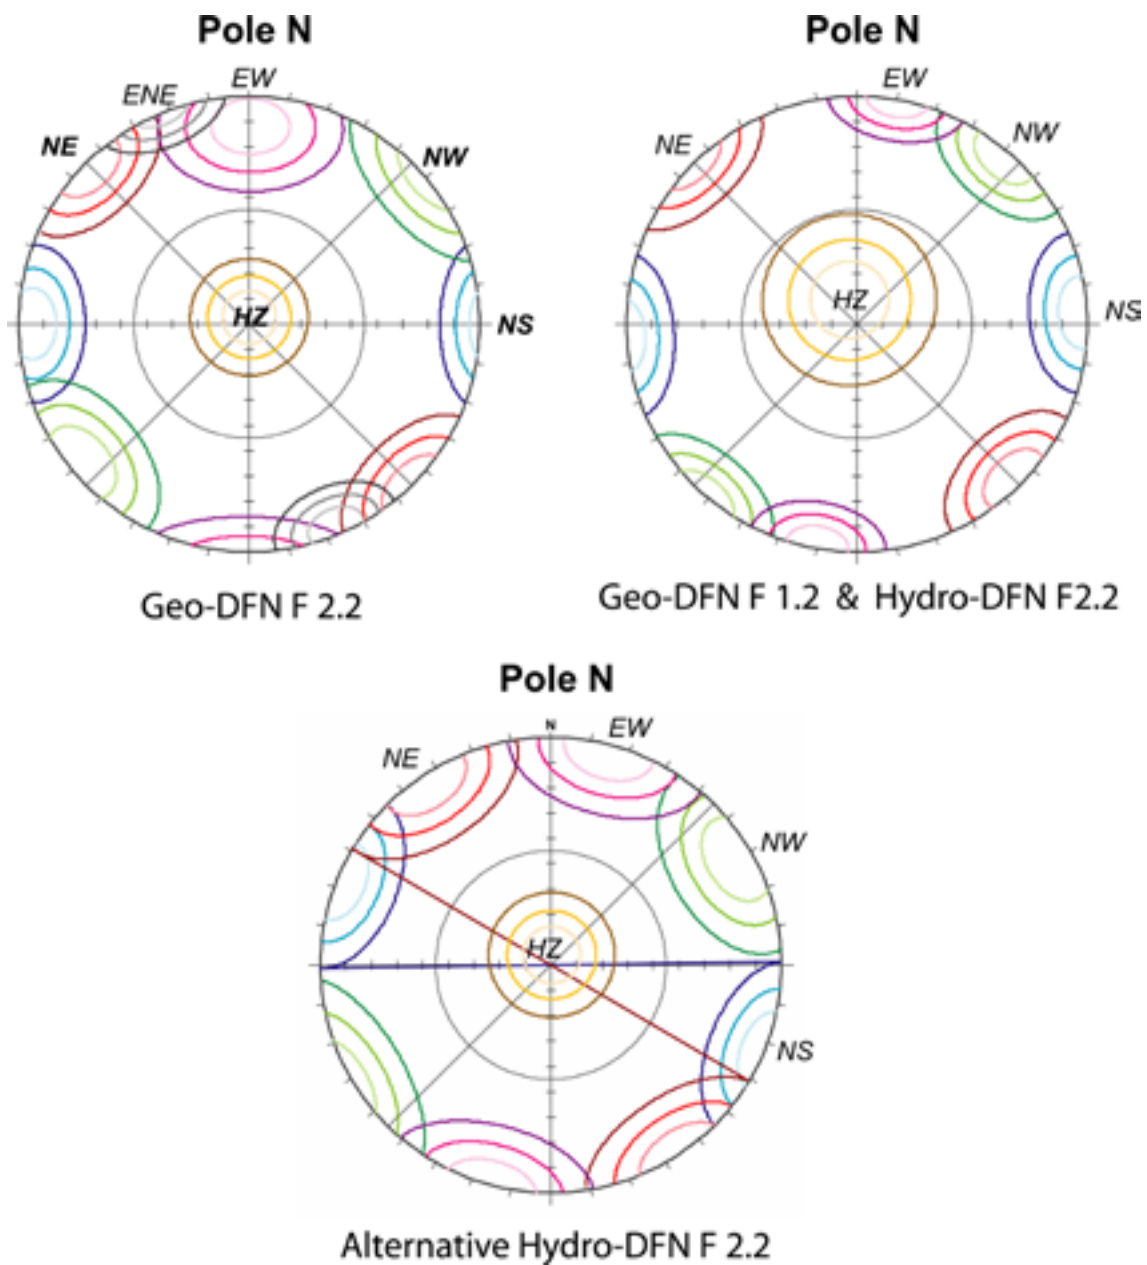 Pole N
EW
ENE
NE
NW
HZ
NS
Geo-DFN F 2.2
Pole N
EW
NE
NW
HZ
NS
Geo-DFN F 1.2 & Hydro-DFN F2.2
Pole N
N
EW
NE
NW
HZ
NS
Alternative Hydro-DFN F 2.2